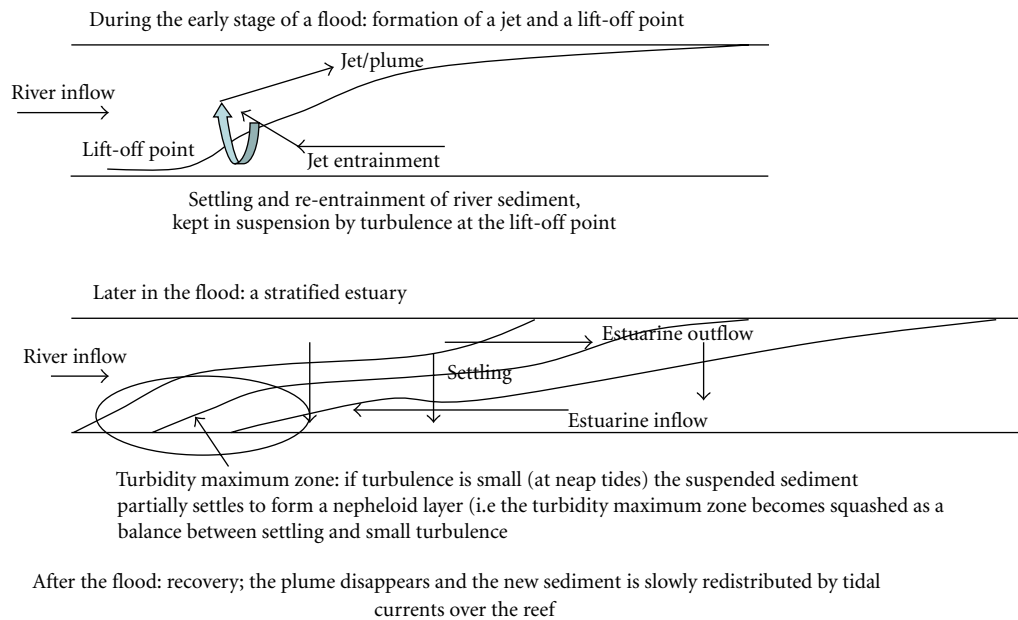 During the early stage of a flood: formation of a jet and a lift-off point
Jet/plume
River inflow
Lift-off point
Jet entrainment
Settling and re-entrainment of river sediment,
kept in suspension by turbulence at the lift-off point
Later in the flood: a stratified estuary
Estuarine outflow
River inflow
Settling
Estuarine inflow
Turbidity maximum zone: if turbulence is small (at neap tides) the suspended sediment
partially settles to form a nepheloid layer (i.e the turbidity maximum zone becomes squashed as a
balance between settling and small turbulence
After the flood: recovery; the plume disappears and the new sediment is slowly redistributed by tidal
currents over the reef